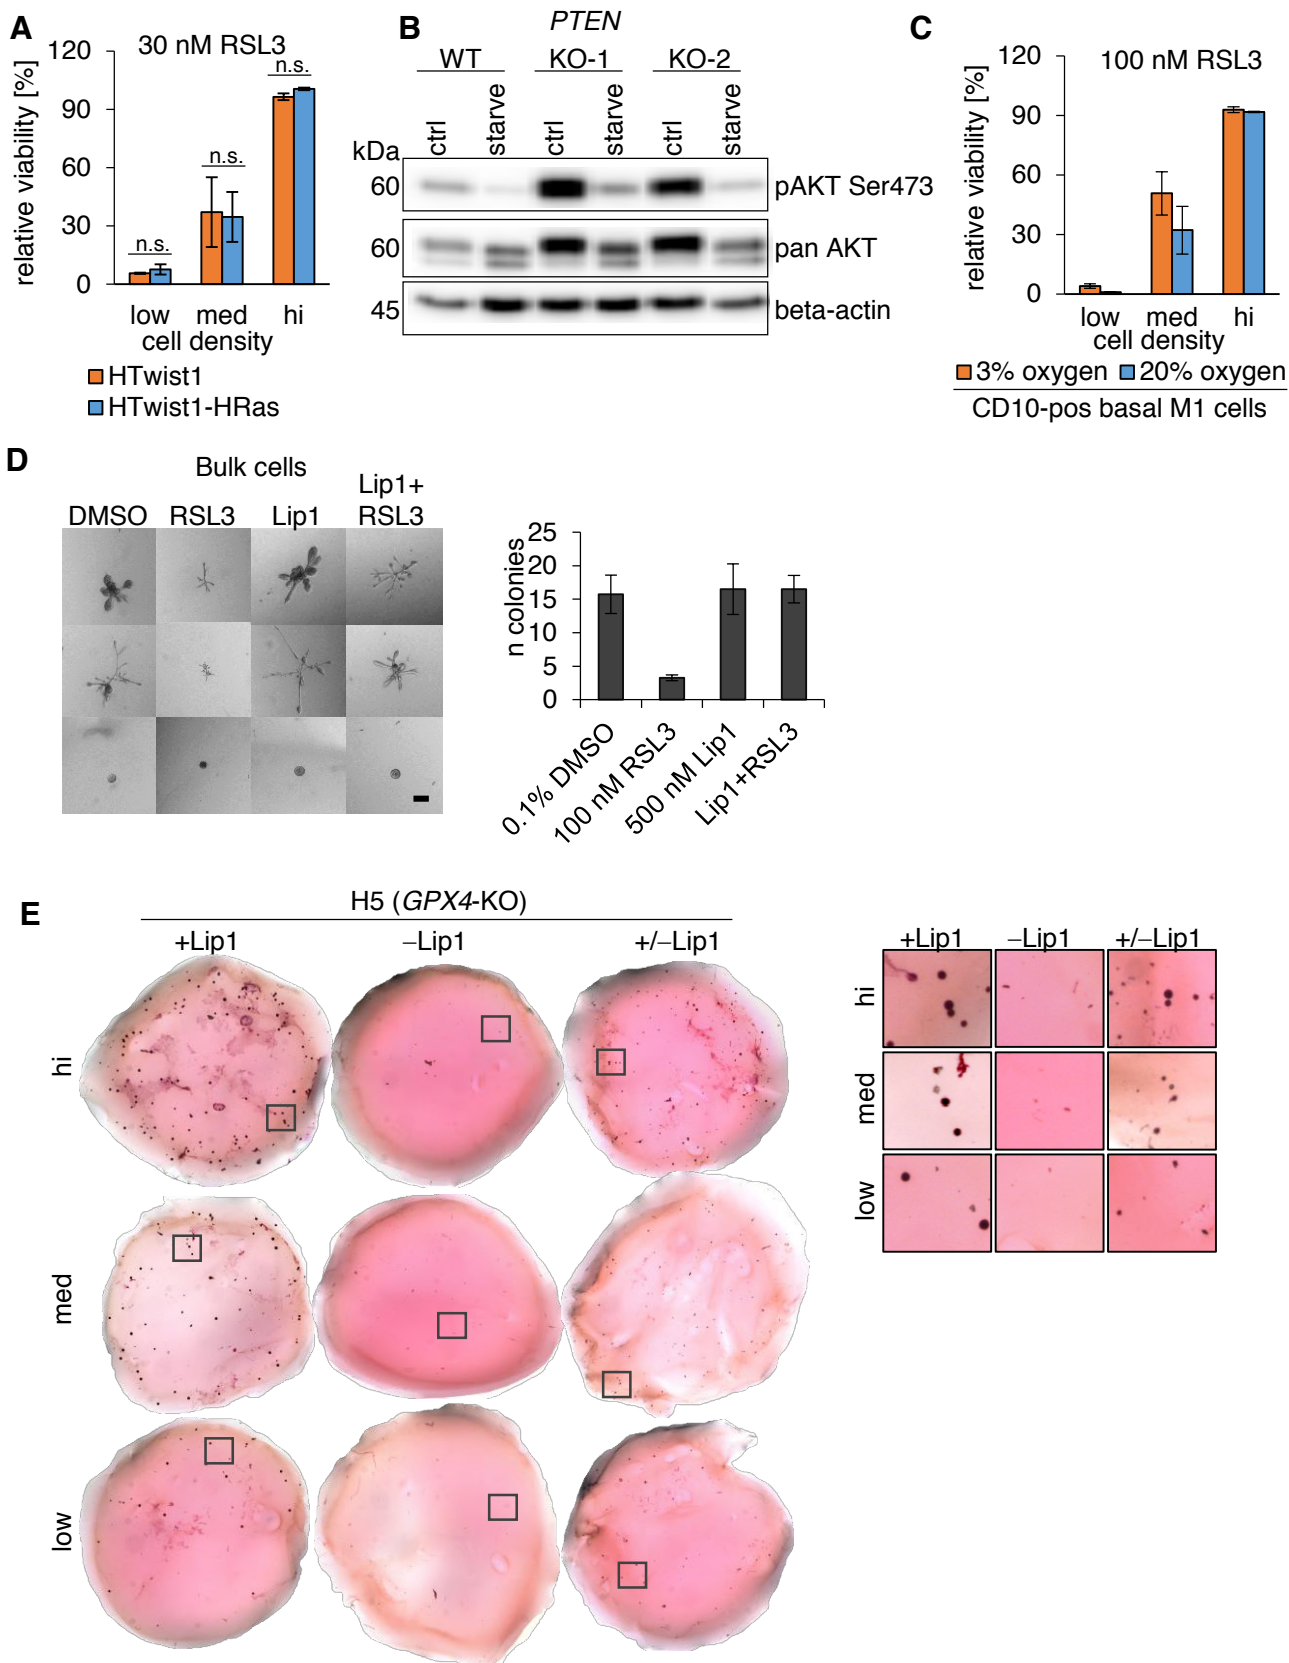 A
30 nM RSL3
relative viability [%]
120
90
60
30
0
n.s.
n.s.
n.s.
low med hi
cell density
HTwist1
HTwist1-HRas
B
PTEN
WT KO-1 KO-2
ctrl starve ctrl starve ctrl starve
kDa
60 pAKT Ser473
60 pan AKT
45 beta-actin
C
100 nM RSL3
relative viability [%]
120
90
60
30
0
low med hi
cell density
3% oxygen 20% oxygen
CD10-pos basal M1 cells
D
Bulk cells
DMSO RSL3 Lip1 Lip1+
RSL3
n colonies
25
20
15
10
5
0
0.1% DMSO
100 nM RSL3
500 nM Lip1
Lip1+RSL3
E
H5 (GPX4-KO)
+Lip1 –Lip1 +/–Lip1
hi
med
low
+Lip1 –Lip1 +/–Lip1
hi
med
low